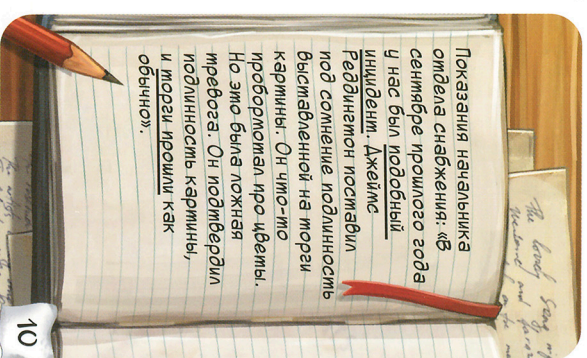 Показания начальника
отдела снабжения: «В
сентябре прошлого года
у нас был подобный
инцидент. Джеймс
Реддингтон поставил
под сомнение подлинность
выставленной на торги
картины. Он что-то
пробормотал про цветы.
Но это была ложная
тревога. Он подтвердил
подлинность картины,
и торги прошли как
обычно».
The lovely
10